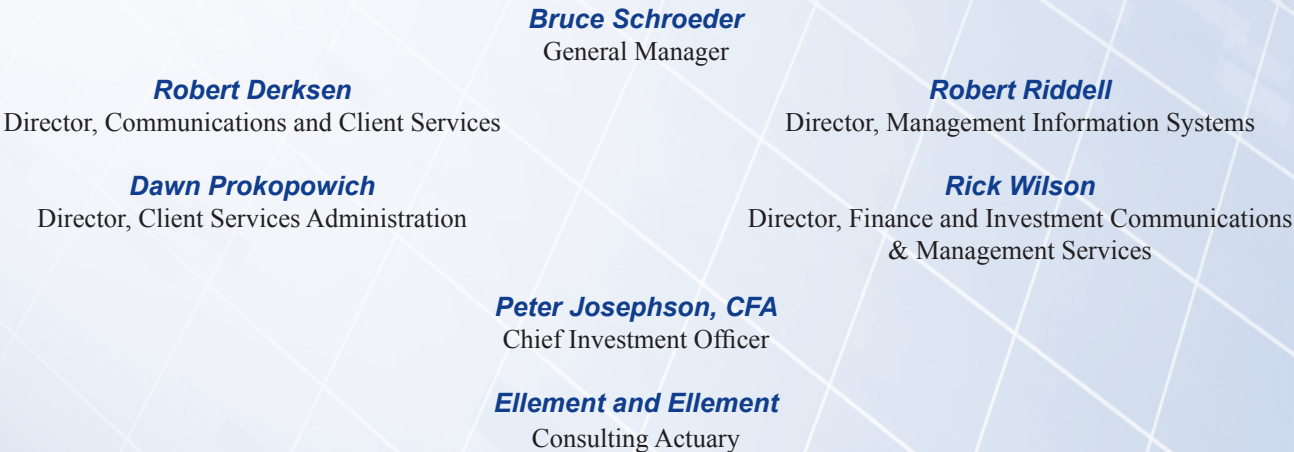 Bruce Schroeder
General Manager
Robert Derksen
Director, Communications and Client Services
Robert Riddell
Director, Management Information Systems
Dawn Prokopowich
Director, Client Services Administration
Rick Wilson
Director, Finance and Investment Communications
& Management Services
Peter Josephson, CFA
Chief Investment Officer
Ellement and Ellement
Consulting Actuary